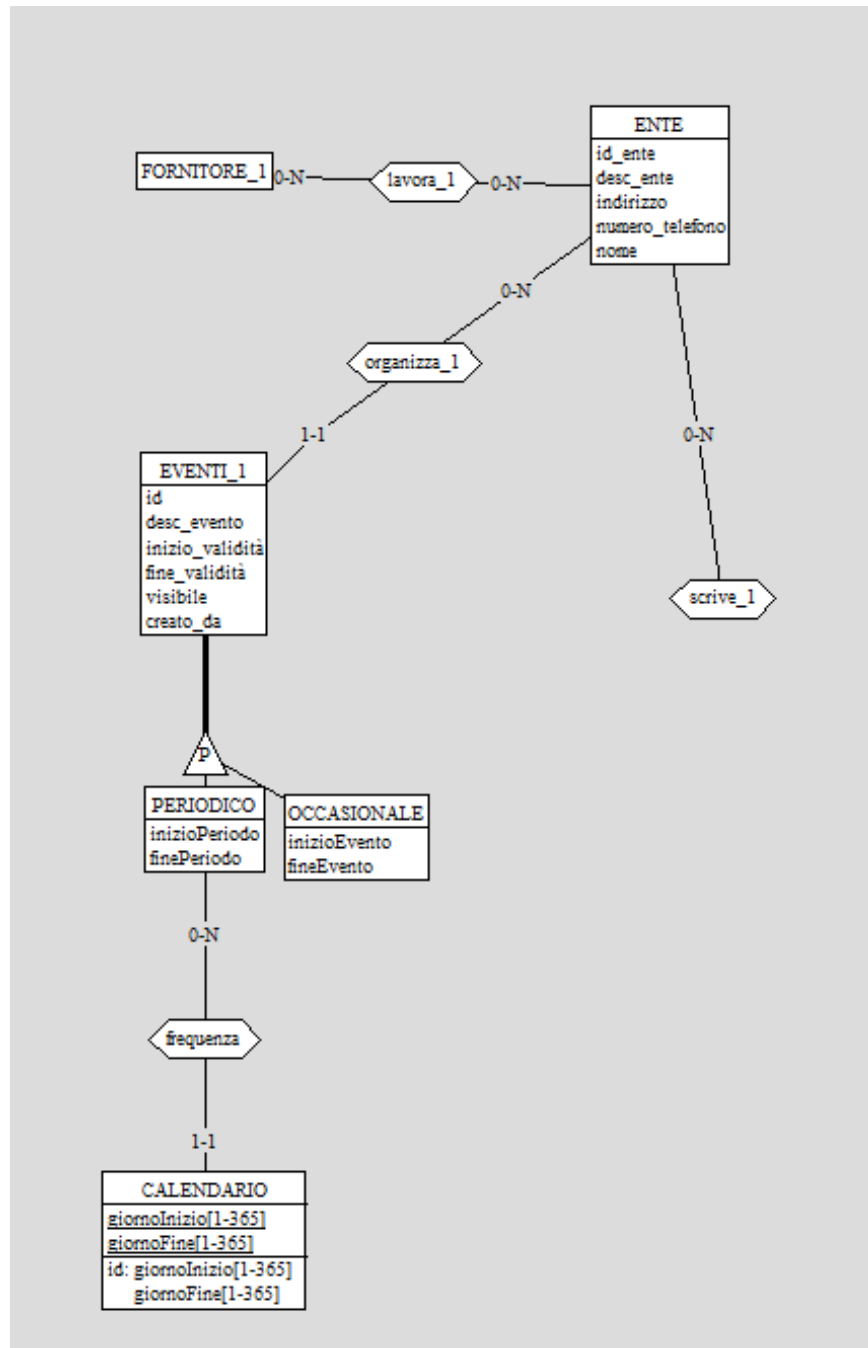 ENTE
id_ente
desc_ente
indirizzo
numero_telefono
nome
FORNITORE_1
0-N
lavora_1
0-N
0-N
organizza_1
1-1
0-N
scrive_1
EVENTI_1
id
desc_evento
inizio_validità
fine_validità
visibile
creato_da
P
PERIODICO
inizioPeriodo
finePeriodo
OCCASIONALE
inizioEvento
fineEvento
0-N
frequenza
1-1
CALENDARIO
giornoInizio[1-365]
giornoFine[1-365]
id: giornoInizio[1-365]
giornoFine[1-365]